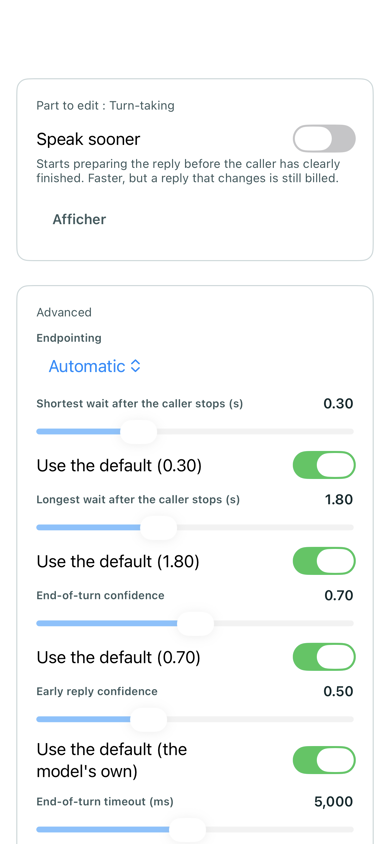 Part to edit : Turn-taking
Speak sooner
Starts preparing the reply before the caller has clearly
finished. Faster, but a reply that changes is still billed.
Afficher
Advanced
Endpointing
Automatic
Shortest wait after the caller stops (s) 0.30
Use the default (0.30)
Longest wait after the caller stops (s) 1.80
Use the default (1.80)
End-of-turn confidence 0.70
Use the default (0.70)
Early reply confidence 0.50
Use the default (the
model's own)
End-of-turn timeout (ms) 5,000